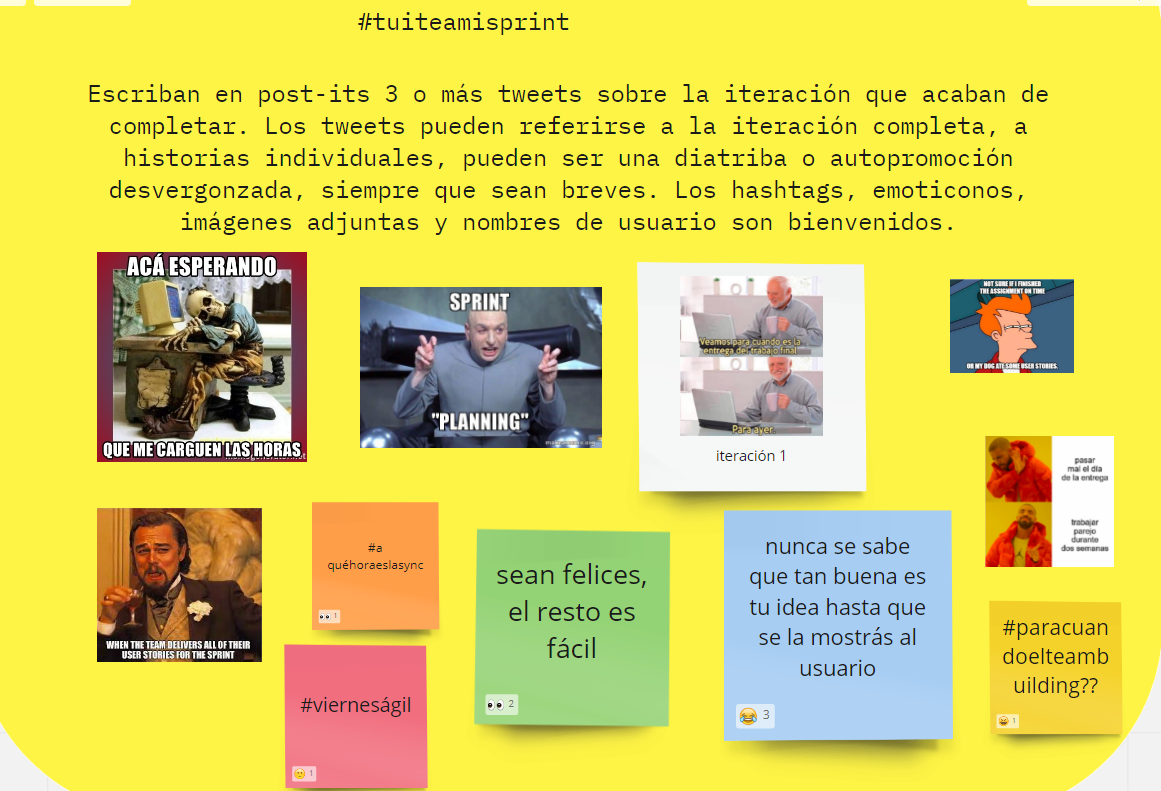 #tuiteamisprint
Escriban en post-its 3 o más tweets sobre la iteración que acaban de
completar. Los tweets pueden referirse a la iteración completa, a
historias individuales, pueden ser una diatriba o autopromoción
desvergonzada, siempre que sean breves. Los hashtags, emoticonos,
imágenes adjuntas y nombres de usuario son bienvenidos.
ACÁ ESPERANDO
QUE ME CARGUEN LAS HORAS
SPRINT
"PLANNING"
Veamos para cuándo es la
entrega del trabajo final
Para ayer.
iteración 1
NOT SURE IF I FINISHED
THE ASSIGNMENT ON TIME
OR MY DOG ATE SOME USER STORIES.
pasar
mal el día
de la entrega
trabajar
parejo
durante
dos semanas
WHEN THE TEAM DELIVERS ALL OF THEIR
USER STORIES FOR THE SPRINT
#a
quéhoraeslasync
1
#vierneságil
1
sean felices,
el resto es
fácil
2
nunca se sabe
que tan buena es
tu idea hasta que
se la mostrás al
usuario
3
#paracuan
doelteamb
uilding??
1